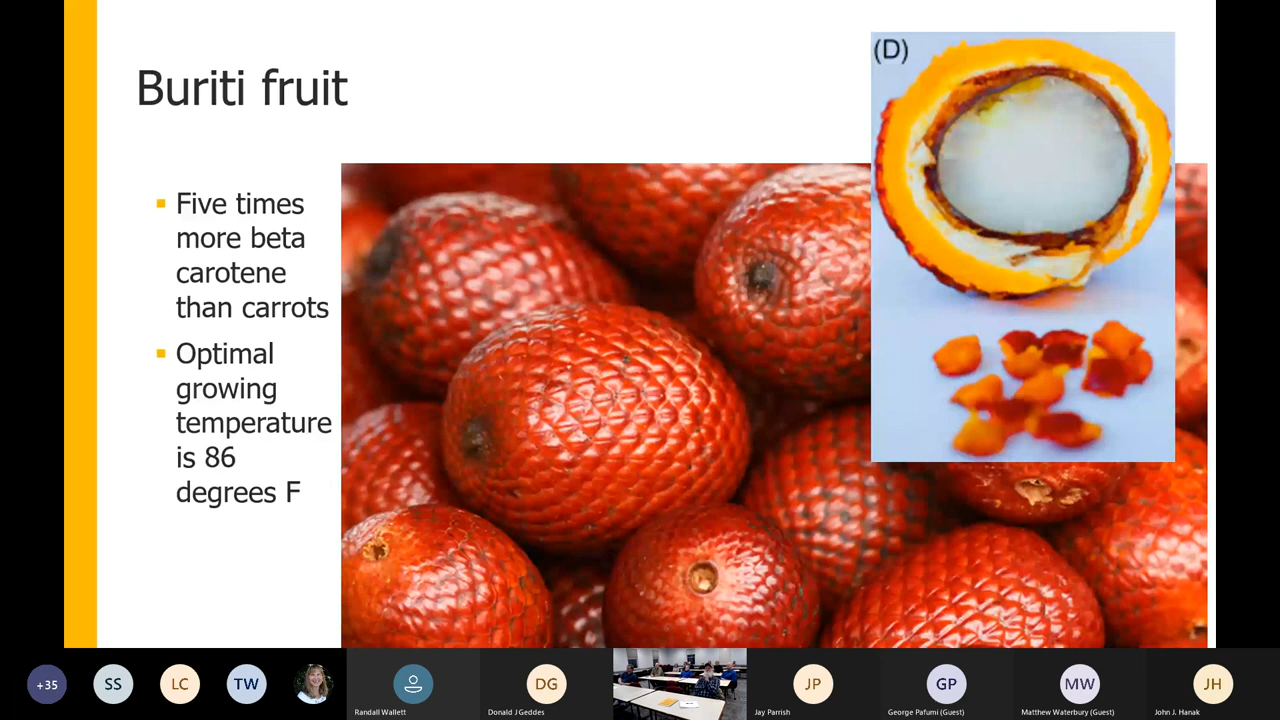 Buriti fruit
(D)
Five times
more beta
carotene
than carrots
Optimal
growing
temperature
is 86
degrees F
+35
SS
LC
TW
DG
JP
GP
MW
JH
Randall Wallett
Donald J Geddes
Jay Parrish
George Pafumi (Guest)
Matthew Waterbury (Guest)
John J. Hanak